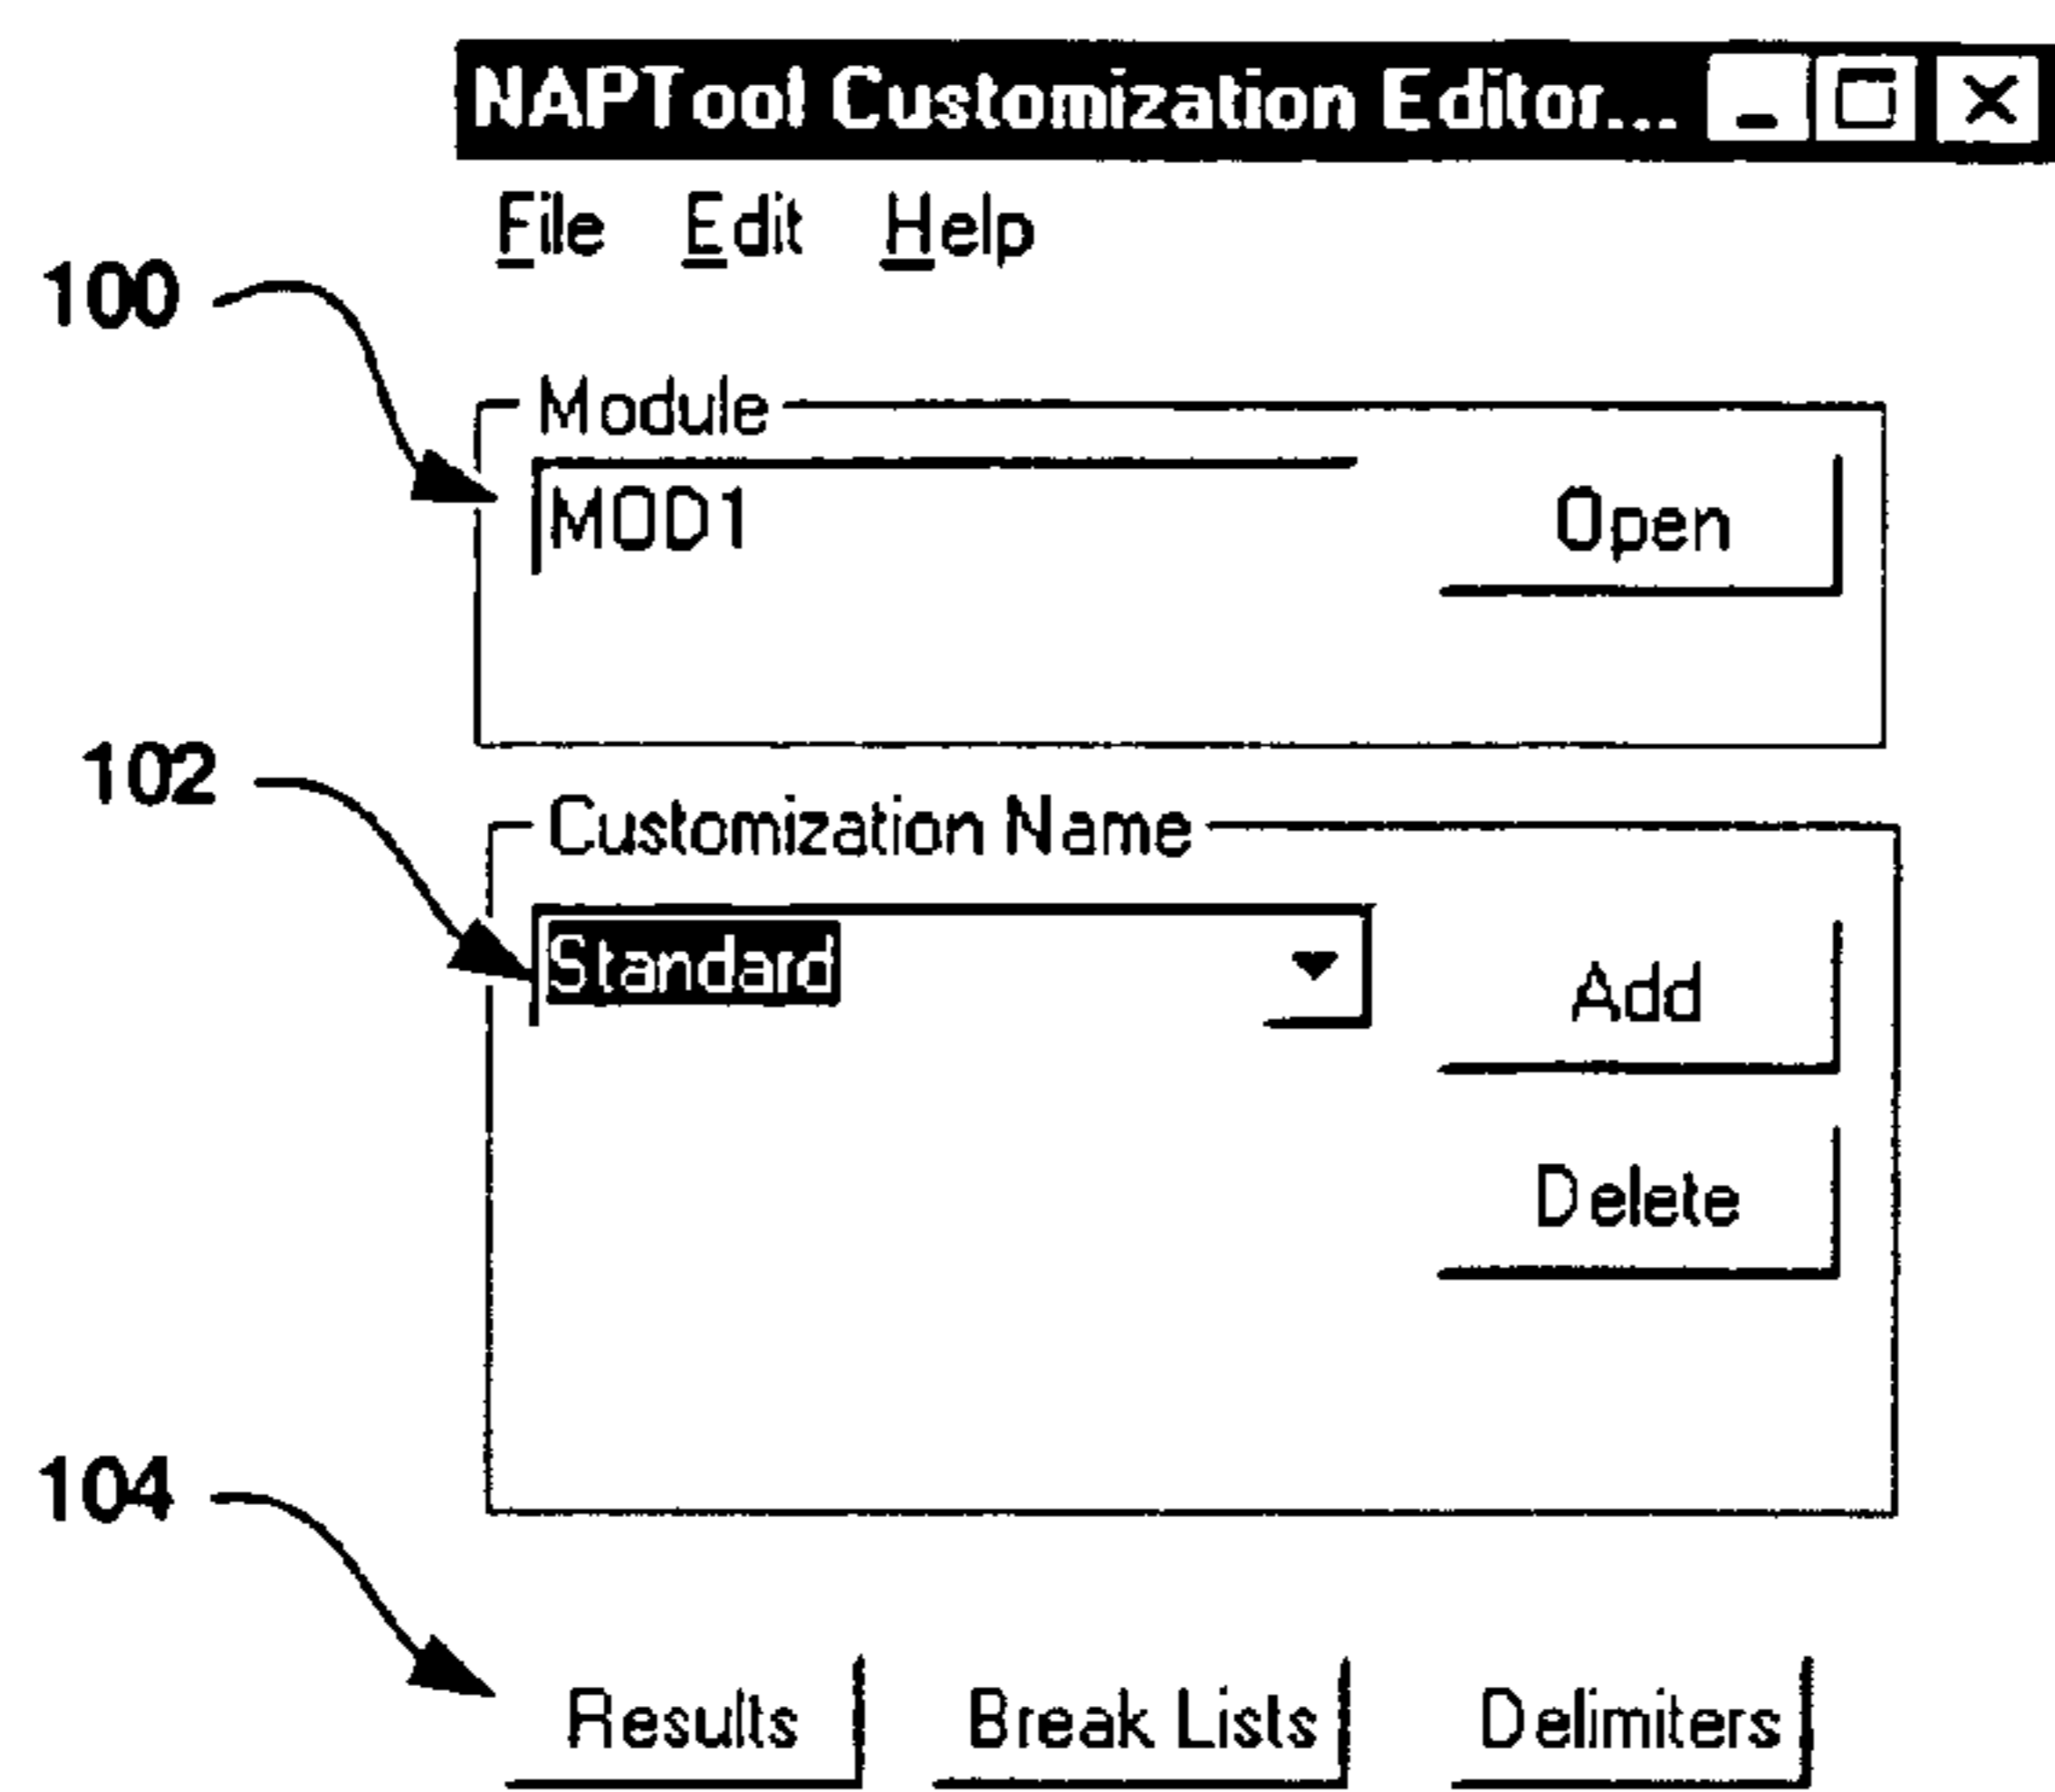 NAPTool Customization Editor...
File Edit Help
100
Module
MOD1 Open
102
Customization Name
Standard Add
Delete
104
Results Break Lists Delimiters